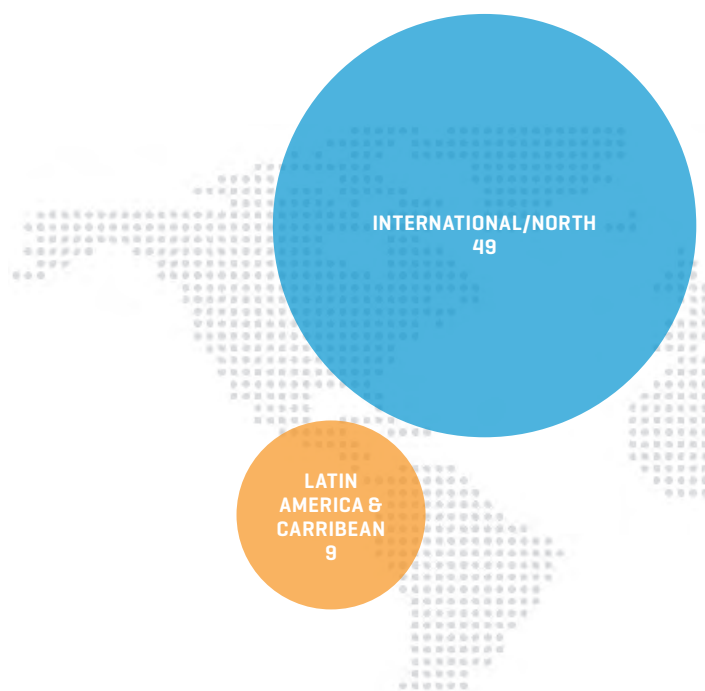 INTERNATIONAL/NORTH
49
LATIN
AMERICA &
CARRIBEAN
9